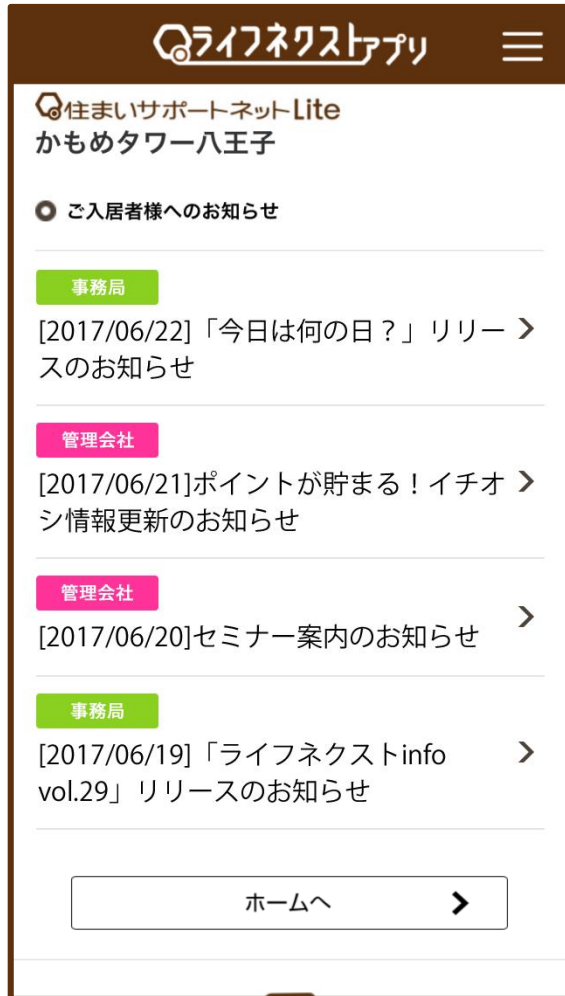 ライフネクストアプリ
住まいサポートネットLite
かもめタワー八王子
ご入居者様へのお知らせ
事務局
[2017/06/22]「今日は何の日？」リリー
スのお知らせ
管理会社
[2017/06/21]ポイントが貯まる！イチオ
シ情報更新のお知らせ
管理会社
[2017/06/20]セミナー案内のお知らせ
事務局
[2017/06/19]「ライフネクストinfo
vol.29」リリースのお知らせ
ホームへ